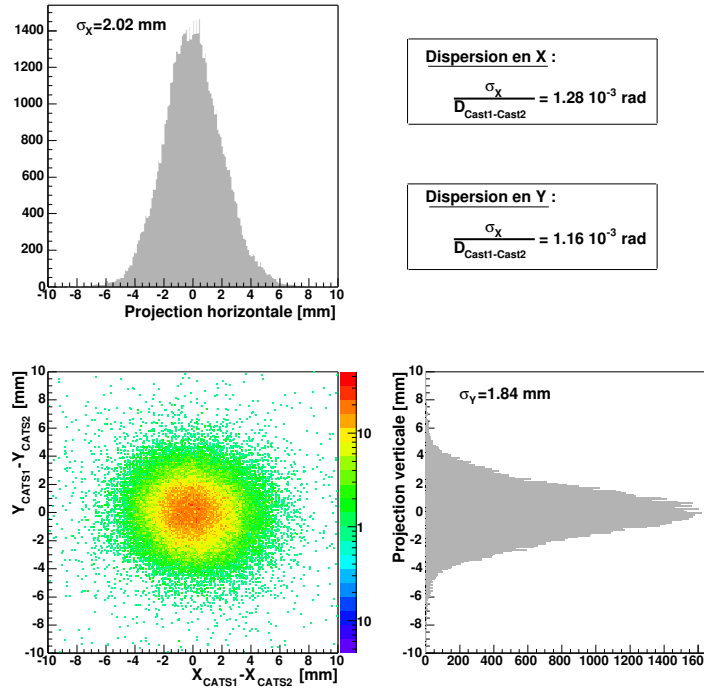 σX=2.02 mm
1400
1200
1000
800
600
400
200
0
-10 -8 -6 -4 -2 0 2 4 6 8 10
Projection horizontale [mm]
Dispersion en X :
σX
DCast1-Cast2
= 1.28 10-3 rad
Dispersion en Y :
σX
DCast1-Cast2
= 1.16 10-3 rad
YCATS1-YCATS2 [mm]
10
8
6
4
2
0
-2
-4
-6
-8
-10
-10 -8 -6 -4 -2 0 2 4 6 8 10
XCATS1-XCATS2 [mm]
10
1
10
Projection verticale [mm]
σY=1.84 mm
10
8
6
4
2
0
-2
-4
-6
-8
-10
0 200 400 600 800 1000 1200 1400 1600